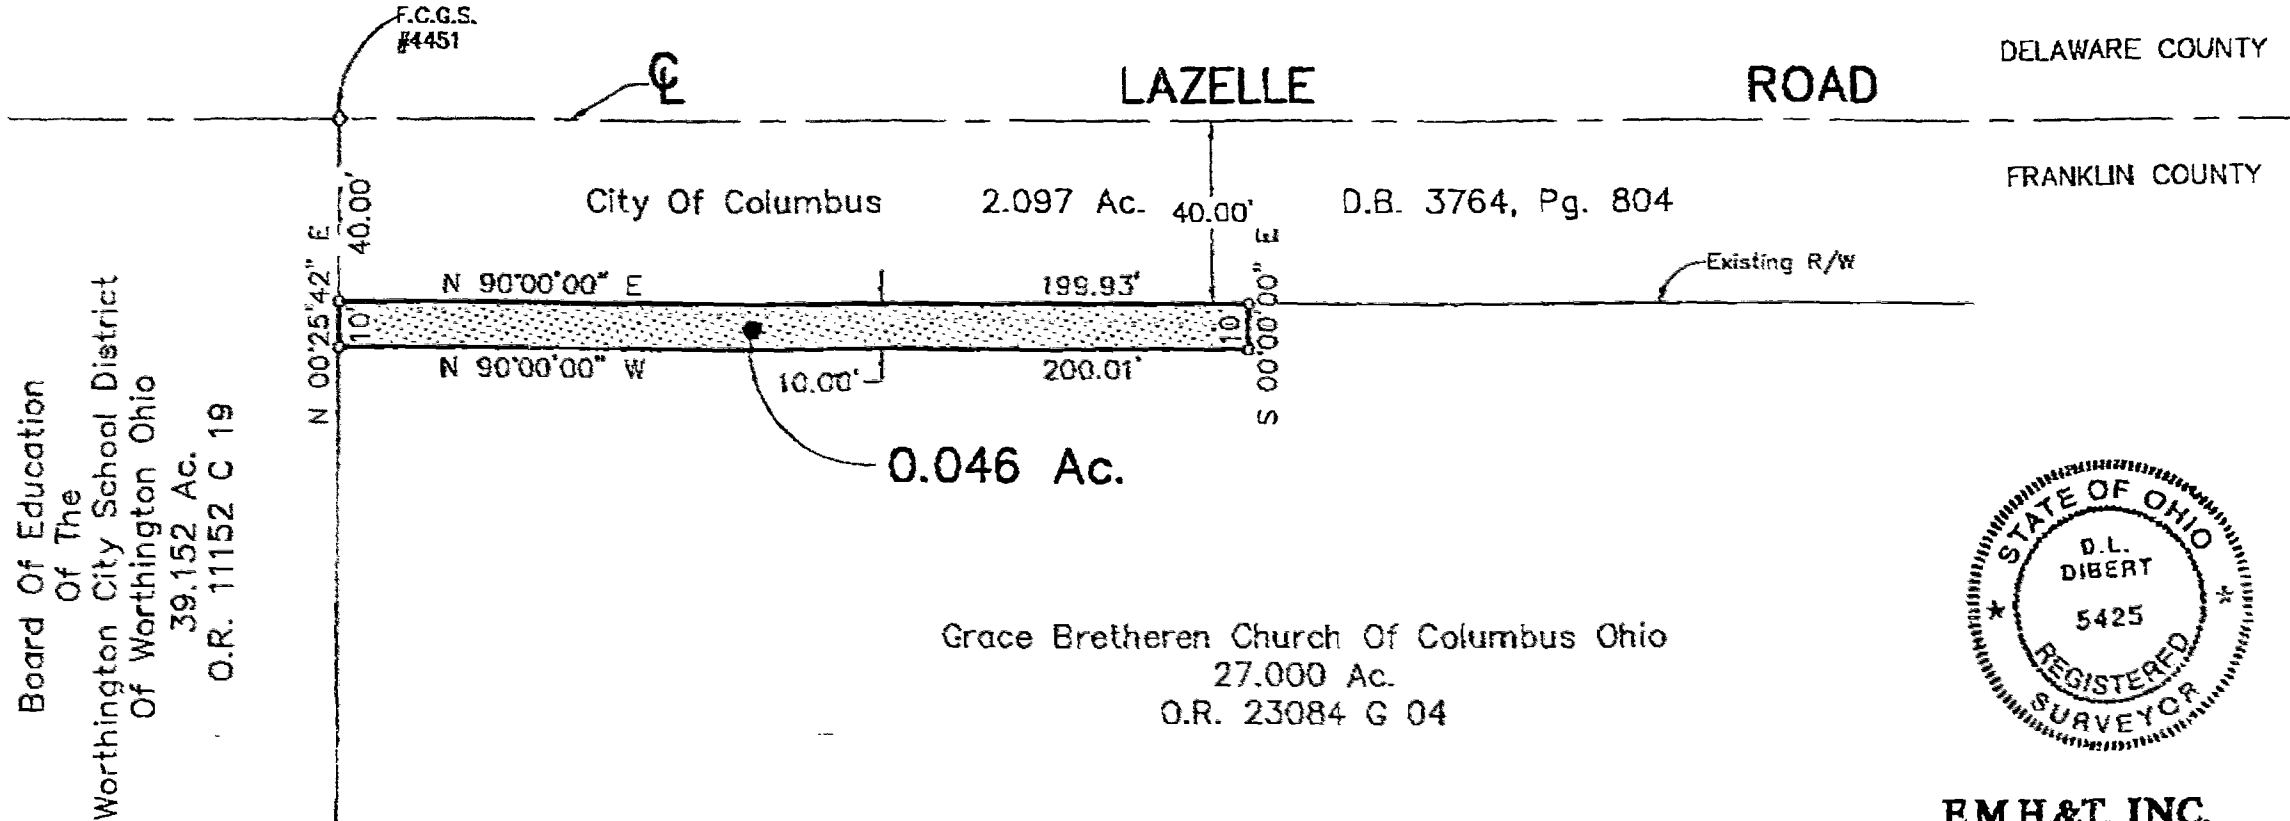 F.C.G.S.
#4451
DELAWARE COUNTY
℄
LAZELLE ROAD
FRANKLIN COUNTY
40.00'
City Of Columbus 2.097 Ac. 40.00' D.B. 3764, Pg. 804
Existing R/W
N 90°00'00" E 199.93'
N 00°25'42" E
10'
10'
S 00°00'00" E
N 90°00'00" W 10.00' 200.01'
0.046 Ac.
Board Of Education
Of The
Worthington City School District
Of Worthington Ohio
39.152 Ac.
O.R. 11152 C 19
Grace Bretheren Church Of Columbus Ohio
27.000 Ac.
O.R. 23084 G 04
STATE OF OHIO
D.L.
DIBERT
5425
REGISTERED
SURVEYOR
E.M.H.&T. INC.